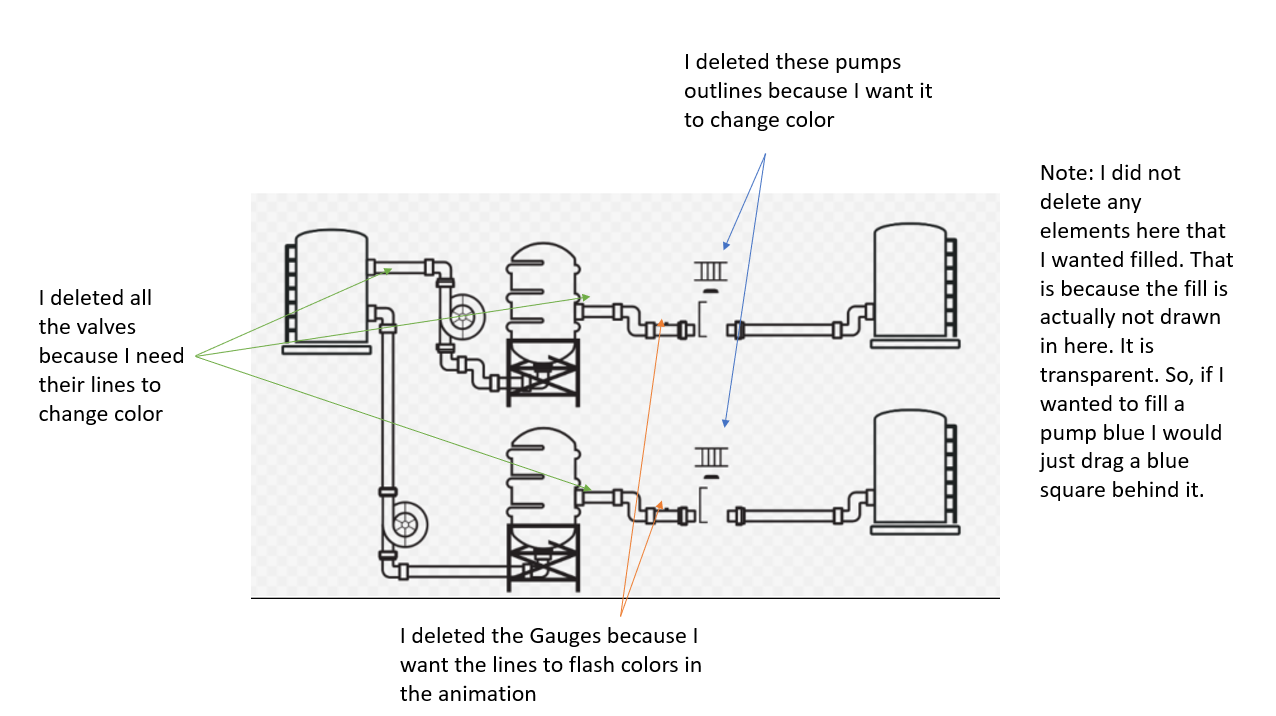 I deleted these pumps
outlines because I want it
to change color
Note: I did not
delete any
elements here that
I wanted filled. That
is because the fill is
actually not drawn
in here. It is
transparent. So, if I
wanted to fill a
pump blue I would
just drag a blue
square behind it.
I deleted all
the valves
because I need
their lines to
change color
I deleted the Gauges because I
want the lines to flash colors in
the animation